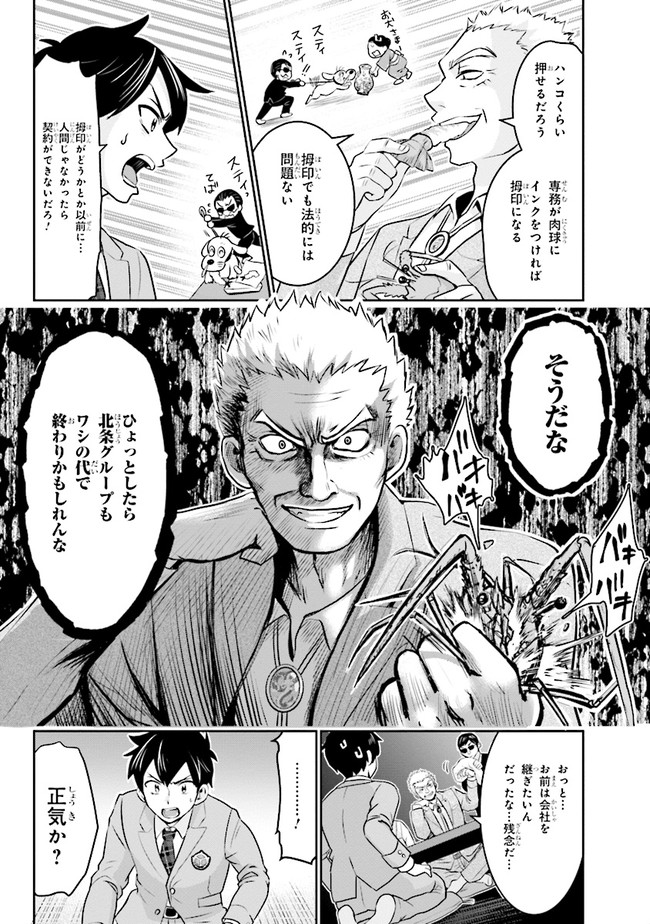 ハンコくらい
押せるだろう
専務が肉球に
インクをつければ
拇印になる
お犬さま
スティ
スティ
拇印でも法的には
問題ない
スティ…
てば
拇印がどうかとか以前に…
人間じゃなかったら
契約ができないだろ!
そうだな
バキ
バキ
バキ
バキ
ひょっとしたら
北条グループも
ワシの代で
終わりかもしれんな
おっと…
お前は会社を
継ぎたいん
だったな…残念だ…
………
……
正気か?